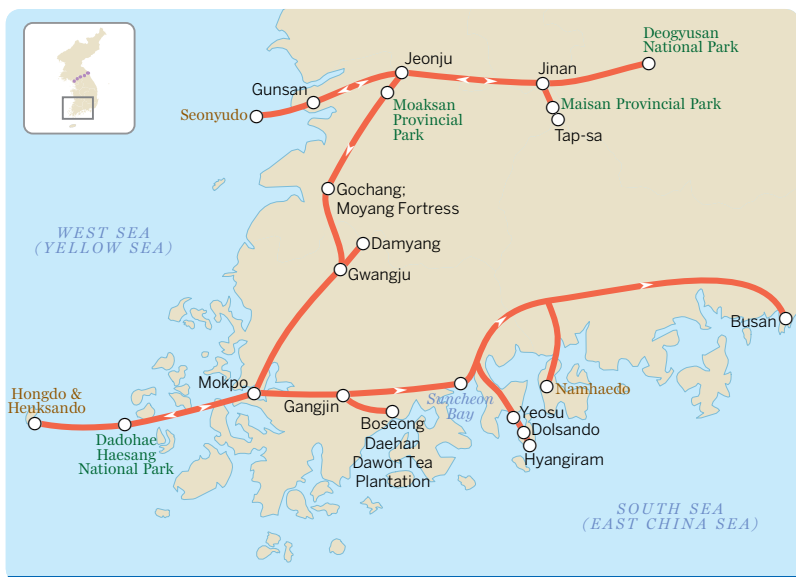 Deogyusan
National Park
Jeonju
Jinan
Gunsan
Seonyudo
Moaksan
Provincial
Park
Maisan Provincial Park
Tap-sa
Gochang;
Moyang Fortress
WEST SEA
(YELLOW SEA)
Damyang
Gwangju
Busan
Mokpo
Hongdo &
Heuksando
Gangjin
Suncheon
Bay
Namhaedo
Boseong
Daehan
Dawon Tea
Plantation
Yeosu
Dolsando
Hyangiram
Dadohae
Haesang
National Park
SOUTH SEA
(EAST CHINA SEA)